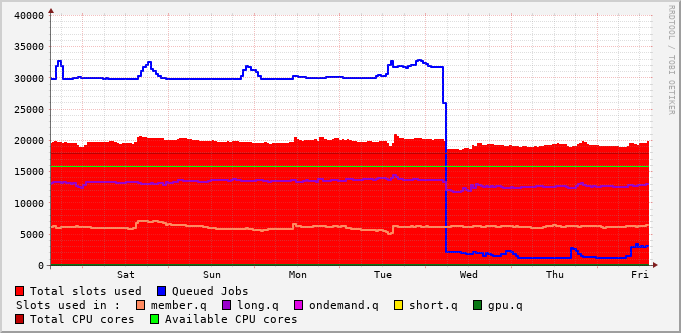 40000
35000
30000
25000
20000
15000
10000
5000
0
Sat Sun Mon Tue Wed Thu Fri
RRDTOOL / TOBI OETIKER
Total slots used Queued Jobs
Slots used in : member.q long.q ondemand.q short.q gpu.q
Total CPU cores Available CPU cores